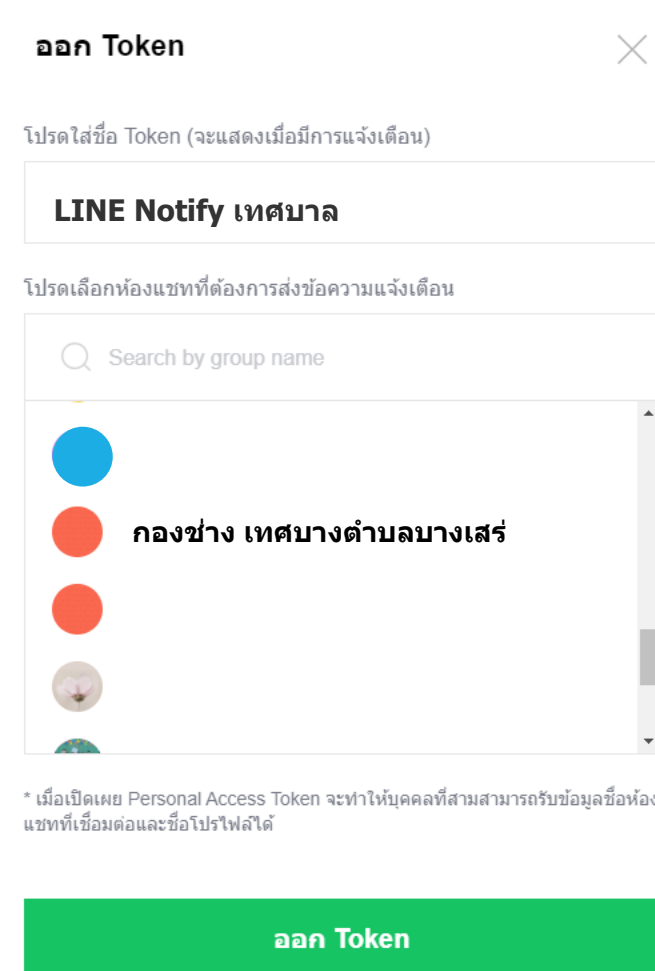 ออก Token
โปรดใส่ชื่อ Token (จะแสดงเมื่อมีการแจ้งเตือน)
LINE Notify เทศบาล
โปรดเลือกห้องแชทที่ต้องการส่งข้อความแจ้งเตือน
Search by group name
กองช่าง เทศบางตำบลบางเสร่
* เมื่อเปิดเผย Personal Access Token จะทำให้บุคคลที่สามสามารถรับข้อมูลชื่อห้อง
แชทที่เชื่อมต่อและชื่อโปรไฟล์ได้
ออก Token